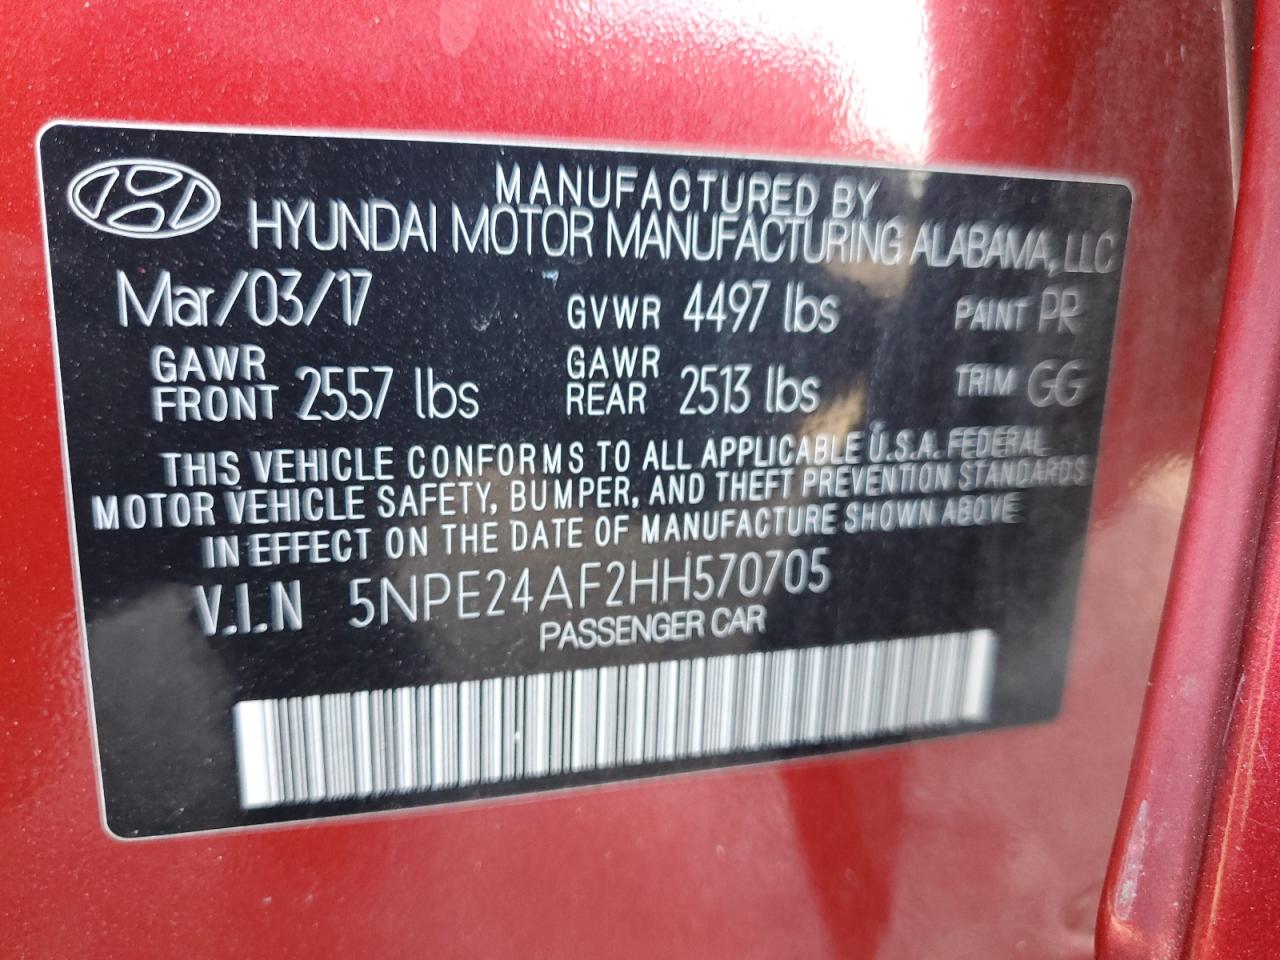 MANUFACTURED BY
HYUNDAI MOTOR MANUFACTURING ALABAMA, LLC
Mar/03/17 GVWR 4497 lbs PAINT PR
GAWR FRONT 2557 lbs GAWR REAR 2513 lbs TRIM GG
THIS VEHICLE CONFORMS TO ALL APPLICABLE U.S.A. FEDERAL
MOTOR VEHICLE SAFETY, BUMPER, AND THEFT PREVENTION STANDARDS
IN EFFECT ON THE DATE OF MANUFACTURE SHOWN ABOVE
V.I.N 5NPE24AF2HH570705
PASSENGER CAR